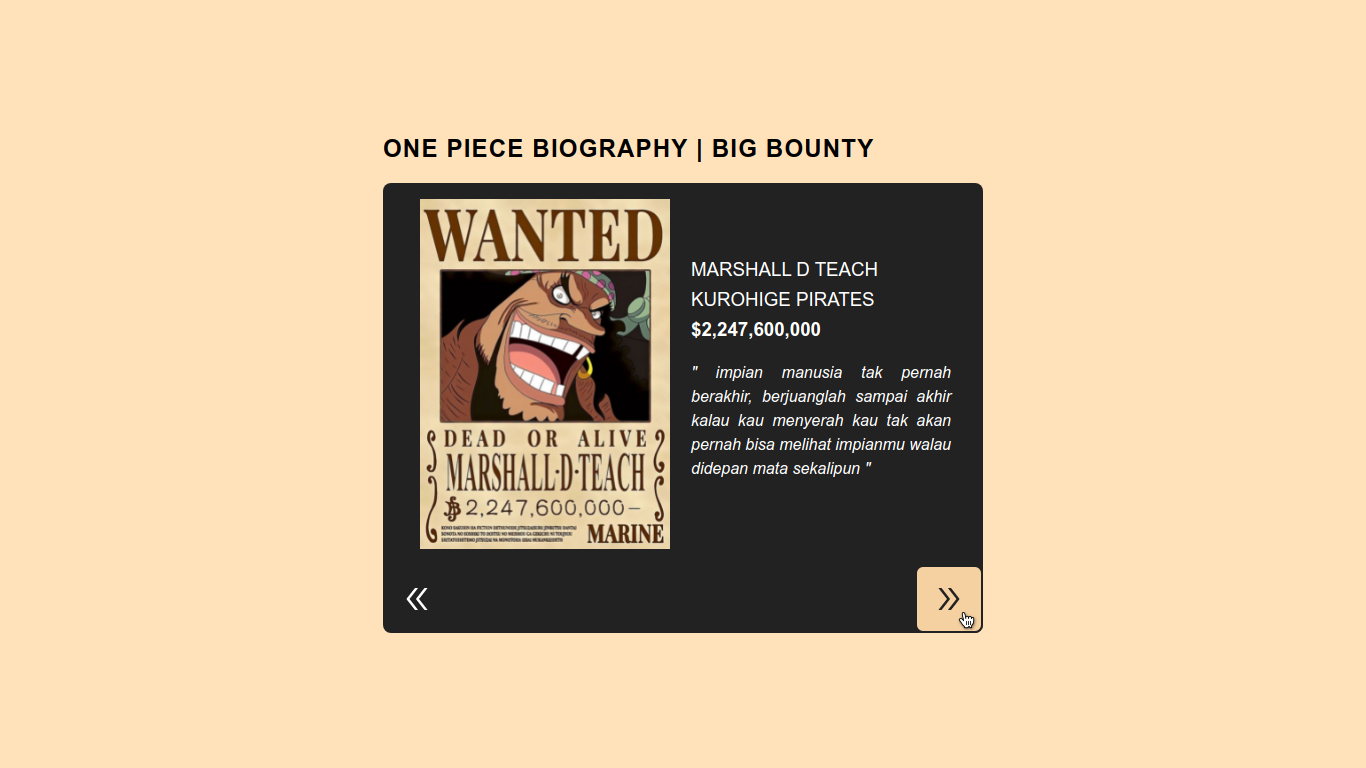 ONE PIECE BIOGRAPHY | BIG BOUNTY
WANTED
DEAD OR ALIVE
MARSHALL·D·TEACH
2,247,600,000-
MARINE
MARSHALL D TEACH
KUROHIGE PIRATES
$2,247,600,000
" impian manusia tak pernah
berakhir, berjuanglah sampai akhir
kalau kau menyerah kau tak akan
pernah bisa melihat impianmu walau
didepan mata sekalipun "
«
»